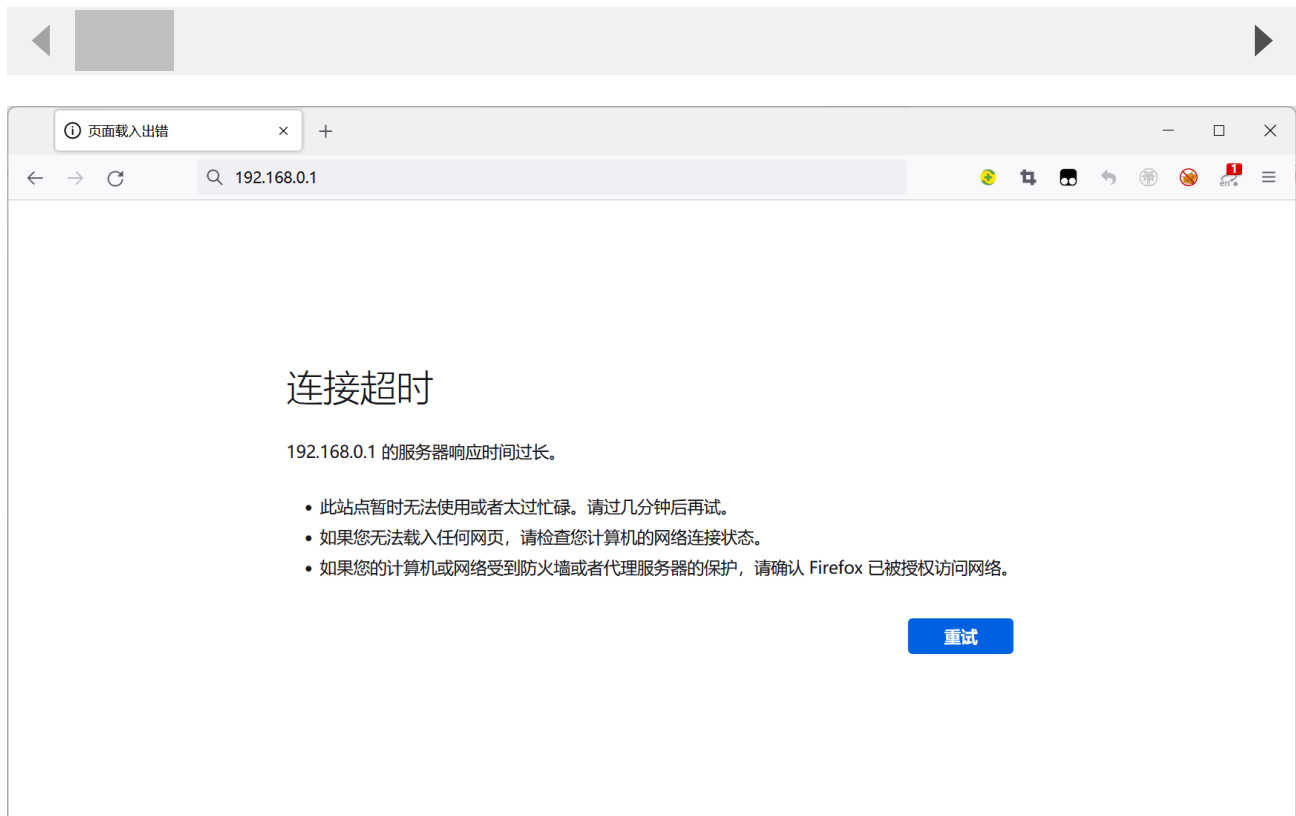 页面载入出错
192.168.0.1
1
en
连接超时
192.168.0.1 的服务器响应时间过长。
此站点暂时无法使用或者太过忙碌。请过几分钟后再试。
如果您无法载入任何网页，请检查您计算机的网络连接状态。
如果您的计算机或网络受到防火墙或者代理服务器的保护，请确认 Firefox 已被授权访问网络。
重试